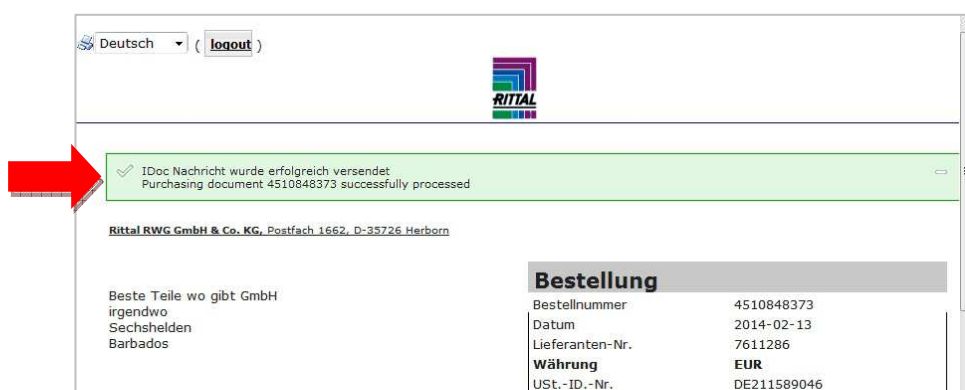 Deutsch ( logout )
RITTAL
IDoc Nachricht wurde erfolgreich versendet
Purchasing document 4510848373 successfully processed
Rittal RWG GmbH & Co. KG, Postfach 1662, D-35726 Herborn
Beste Teile wo gibt GmbH
irgendwo
Sechshelden
Barbados
Bestellung
Bestellnummer 4510848373
Datum 2014-02-13
Lieferanten-Nr. 7611286
Währung EUR
USt.-ID.-Nr. DE211589046